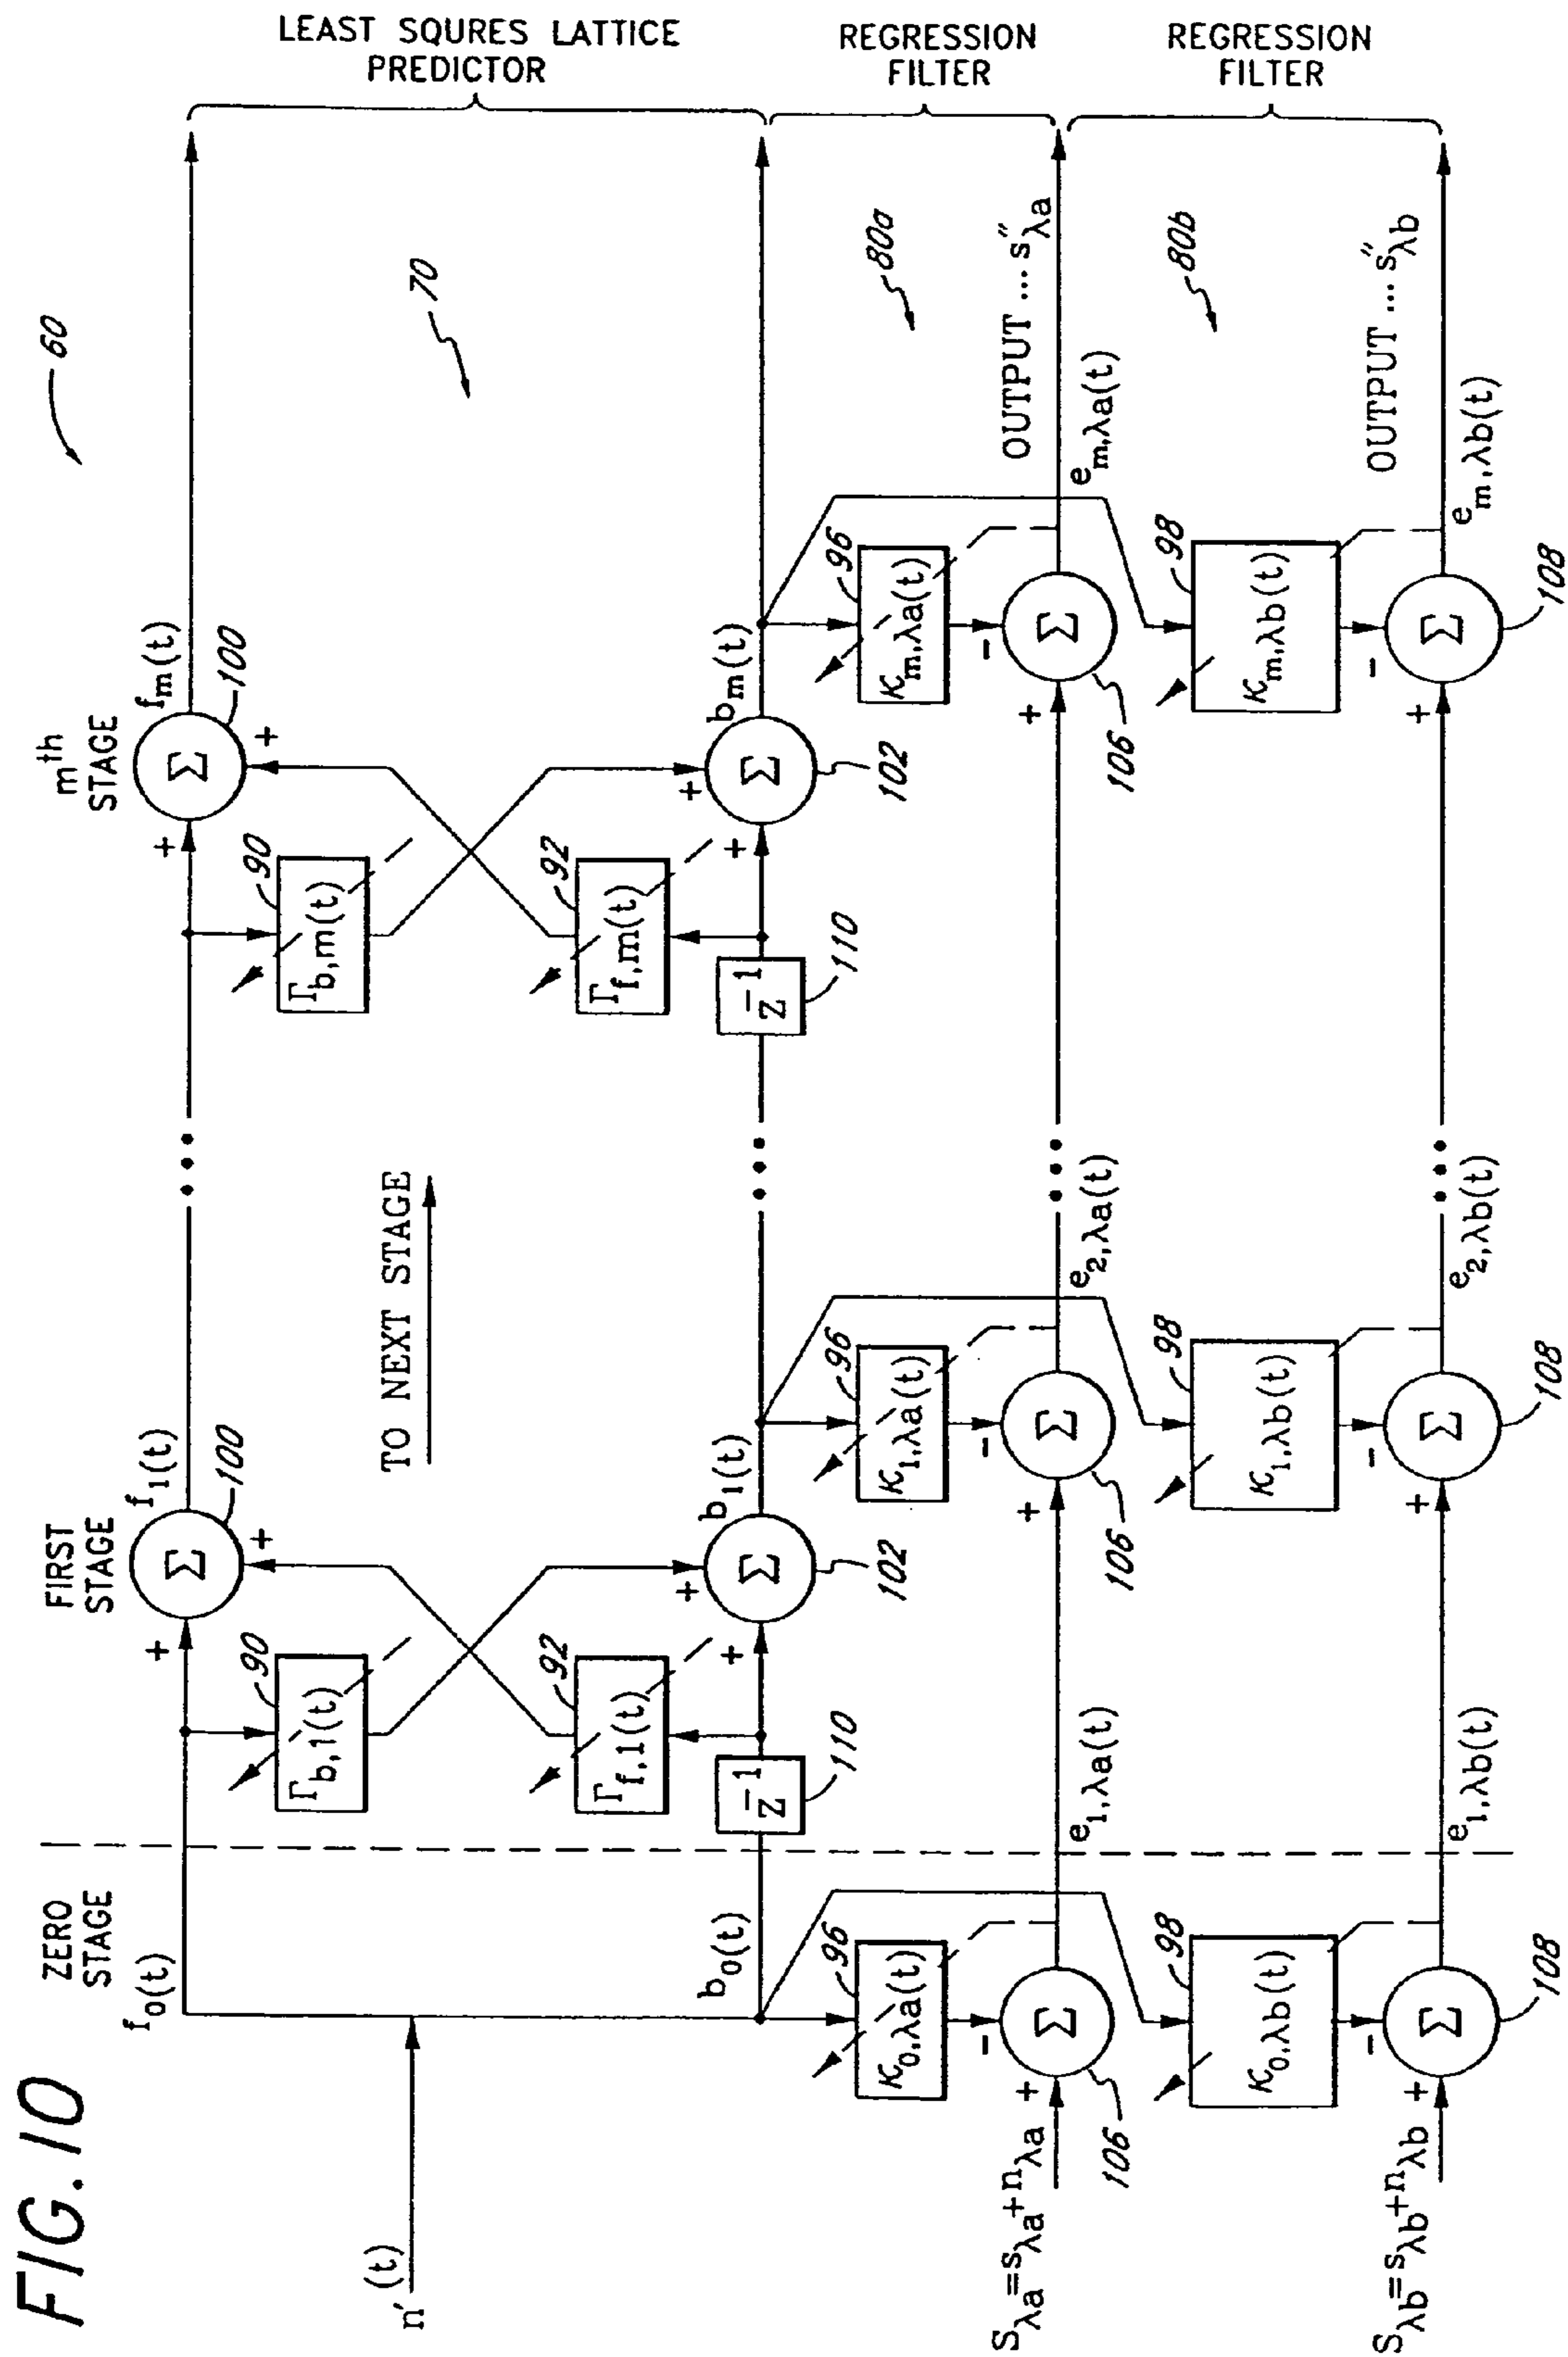 FIG. 10
60
LEAST SQURES LATTICE
PREDICTOR
REGRESSION
FILTER
REGRESSION
FILTER
ZERO
STAGE
FIRST
STAGE
mth
STAGE
f0(t)
f1(t)
fm(t)
100
100
+
+
+
+
Σ
Σ
90
90
Γb,1(t)
Γb,m(t)
70
n'(t)
TO NEXT STAGE
92
92
Γf,1(t)
Γf,m(t)
b0(t)
b1(t)
bm(t)
+
+
+
+
z-1
z-1
Σ
Σ
110
102
110
102
96
96
96
κ0,λa(t)
κ1,λa(t)
κm,λa(t)
80a
-
-
-
Sλa=sλa+nλa
+
+
+
Σ
Σ
Σ
OUTPUT ... s″λa
106
e1,λa(t)
106
e2,λa(t)
106
em,λa(t)
98
98
98
κ0,λb(t)
κ1,λb(t)
κm,λb(t)
80b
-
-
-
Sλb=sλb+nλb
+
+
+
Σ
Σ
Σ
OUTPUT ... s″λb
108
e1,λb(t)
108
e2,λb(t)
108
em,λb(t)